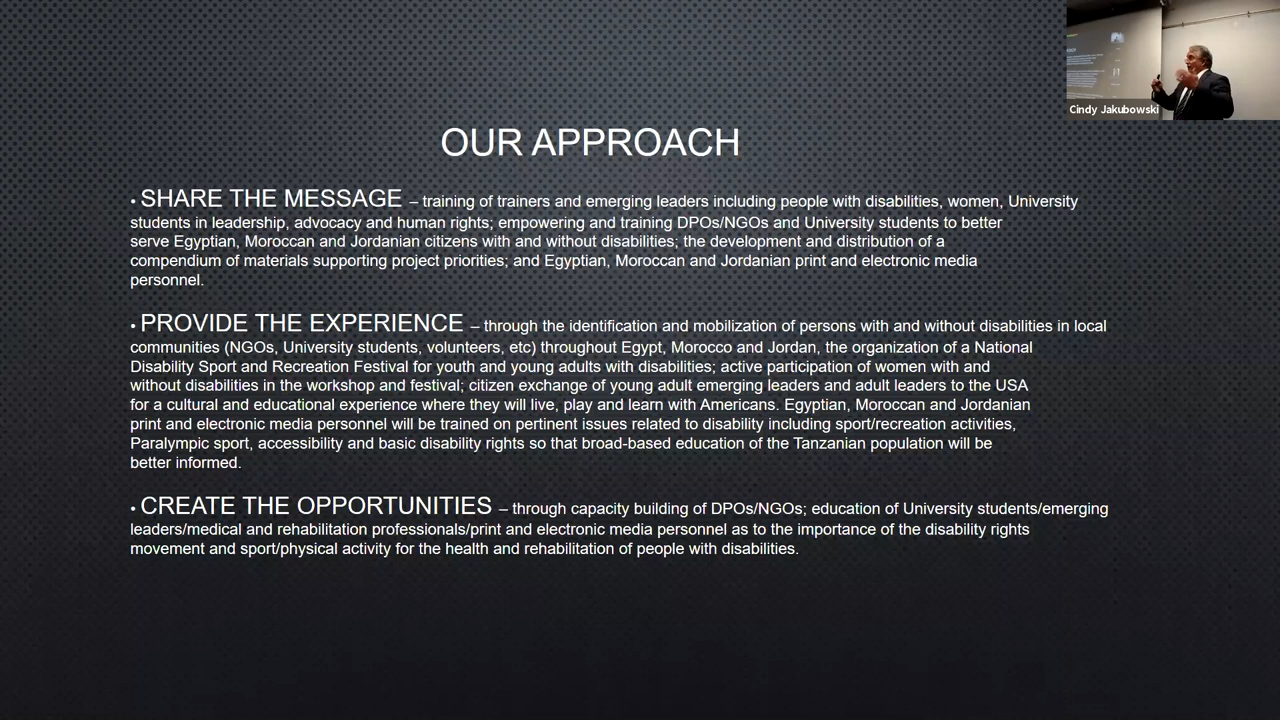 Cindy Jakubowski
OUR APPROACH
• SHARE THE MESSAGE – training of trainers and emerging leaders including people with disabilities, women, University
students in leadership, advocacy and human rights; empowering and training DPOs/NGOs and University students to better
serve Egyptian, Moroccan and Jordanian citizens with and without disabilities; the development and distribution of a
compendium of materials supporting project priorities; and Egyptian, Moroccan and Jordanian print and electronic media
personnel.
• PROVIDE THE EXPERIENCE – through the identification and mobilization of persons with and without disabilities in local
communities (NGOs, University students, volunteers, etc) throughout Egypt, Morocco and Jordan, the organization of a National
Disability Sport and Recreation Festival for youth and young adults with disabilities; active participation of women with and
without disabilities in the workshop and festival; citizen exchange of young adult emerging leaders and adult leaders to the USA
for a cultural and educational experience where they will live, play and learn with Americans. Egyptian, Moroccan and Jordanian
print and electronic media personnel will be trained on pertinent issues related to disability including sport/recreation activities,
Paralympic sport, accessibility and basic disability rights so that broad-based education of the Tanzanian population will be
better informed.
• CREATE THE OPPORTUNITIES – through capacity building of DPOs/NGOs; education of University students/emerging
leaders/medical and rehabilitation professionals/print and electronic media personnel as to the importance of the disability rights
movement and sport/physical activity for the health and rehabilitation of people with disabilities.